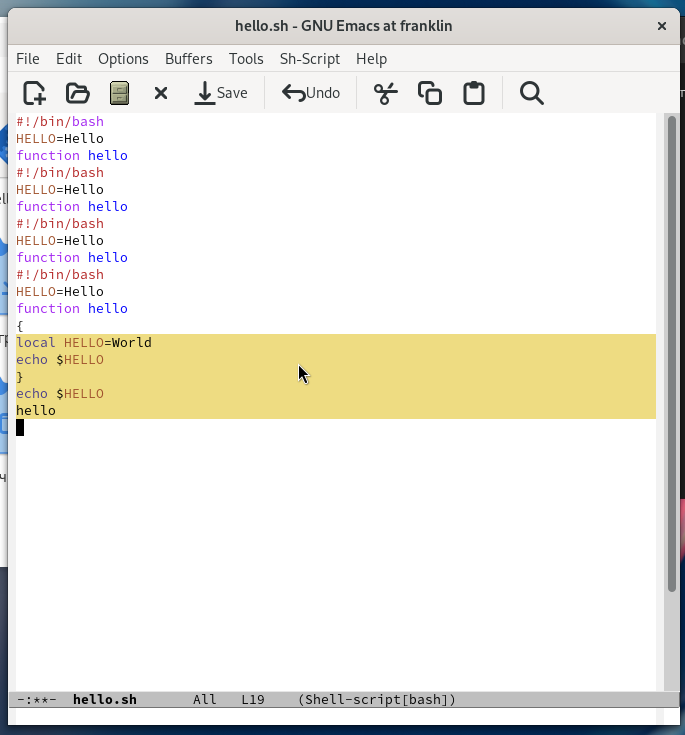 hello.sh - GNU Emacs at franklin
File Edit Options Buffers Tools Sh-Script Help
Save Undo
#!/bin/bash
HELLO=Hello
function hello
#!/bin/bash
HELLO=Hello
function hello
#!/bin/bash
HELLO=Hello
function hello
#!/bin/bash
HELLO=Hello
function hello
{
local HELLO=World
echo $HELLO
}
echo $HELLO
hello
-:**- hello.sh All L19 (Shell-script[bash])